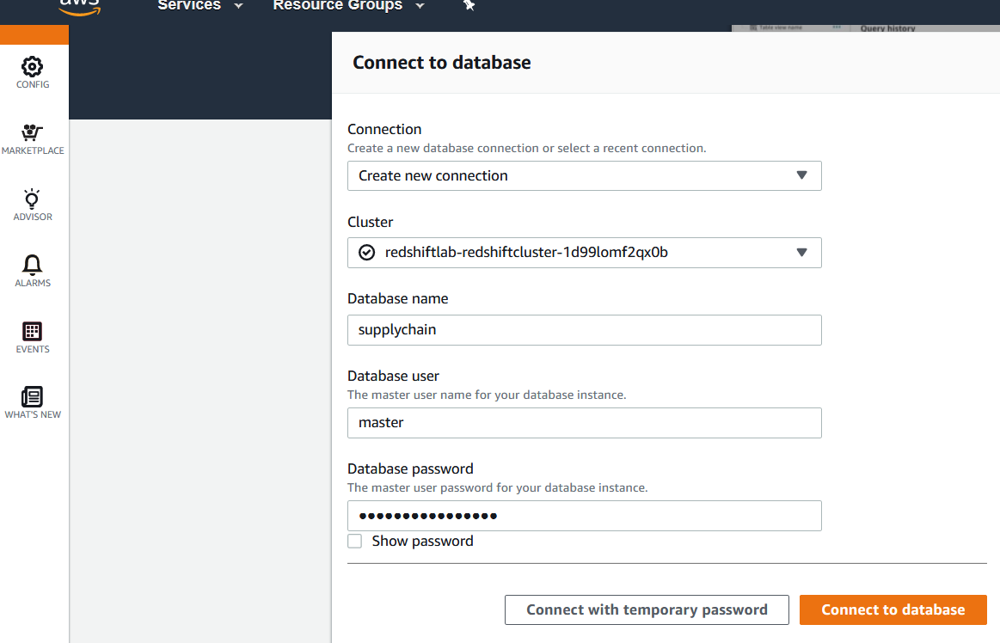 aws
Services
Resource Groups
Table view name
Query history
CONFIG
MARKETPLACE
ADVISOR
ALARMS
EVENTS
WHAT'S NEW
Connect to database
Connection
Create a new database connection or select a recent connection.
Create new connection
Cluster
redshiftlab-redshiftcluster-1d99lomf2qx0b
Database name
supplychain
Database user
The master user name for your database instance.
master
Database password
The master user password for your database instance.
••••••••••••••••
Show password
Connect with temporary password
Connect to database